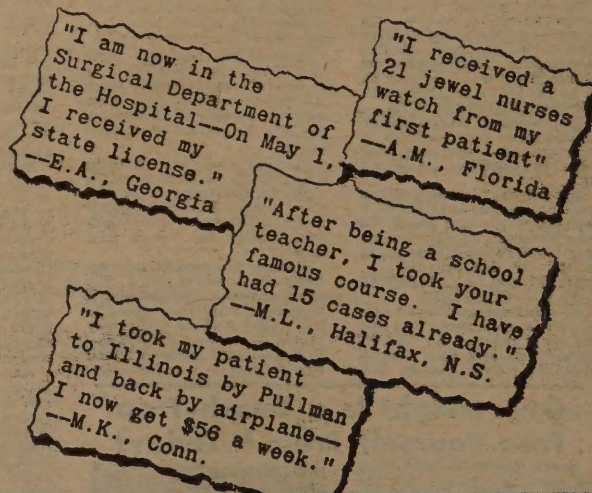 "I am now in the
Surgical Department of
the Hospital--On May 1,
I received my
state license."
--E.A., Georgia
"I received a
21 jewel nurses
watch from my
first patient"
—A.M., Florida
"After being a school
teacher, I took your
famous course. I have
had 15 cases already."
—M.L., Halifax, N.S.
"I took my patient
to Illinois by Pullman
and back by airplane—
I now get $56 a week."
--M.K., Conn.